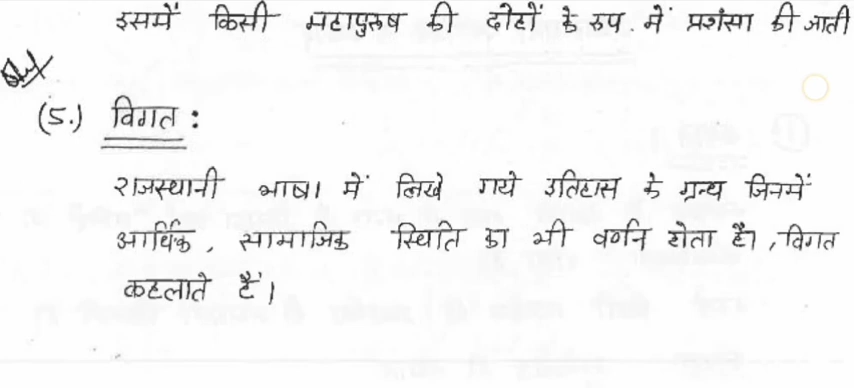 इसमें किसी महापुरुष की दोहों के रुप. में प्रशंसा की जाती
(5.) विगत :
राजस्थानी भाषा में लिखे गये इतिहास के ग्रन्थ जिनमें
आर्थिक, सामाजिक स्थिति का भी वर्णन होता है।, विगत
कहलाते हैं।